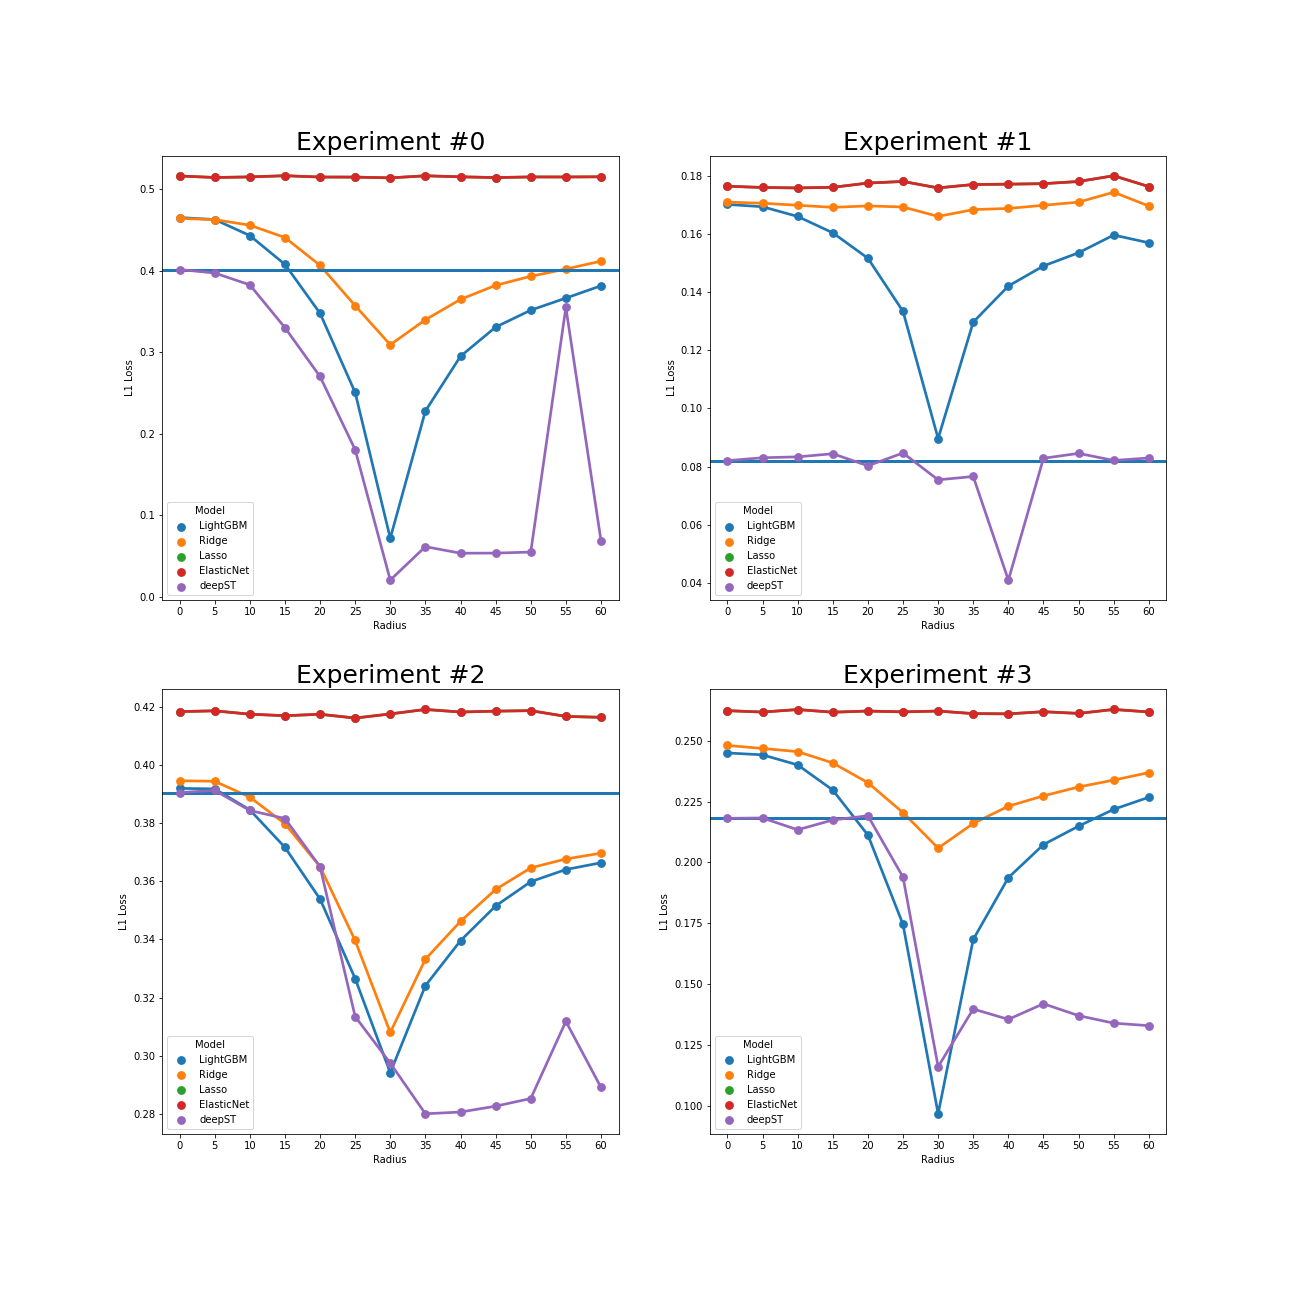 Experiment #0
0.5
0.4
0.3
0.2
0.1
0.0
L1 Loss
Model
LightGBM
Ridge
Lasso
ElasticNet
deepST
0 5 10 15 20 25 30 35 40 45 50 55 60
Radius
Experiment #1
0.18
0.16
0.14
0.12
0.10
0.08
0.06
0.04
L1 Loss
Model
LightGBM
Ridge
Lasso
ElasticNet
deepST
0 5 10 15 20 25 30 35 40 45 50 55 60
Radius
Experiment #2
0.42
0.40
0.38
0.36
0.34
0.32
0.30
0.28
L1 Loss
Model
LightGBM
Ridge
Lasso
ElasticNet
deepST
0 5 10 15 20 25 30 35 40 45 50 55 60
Radius
Experiment #3
0.250
0.225
0.200
0.175
0.150
0.125
0.100
L1 Loss
Model
LightGBM
Ridge
Lasso
ElasticNet
deepST
0 5 10 15 20 25 30 35 40 45 50 55 60
Radius